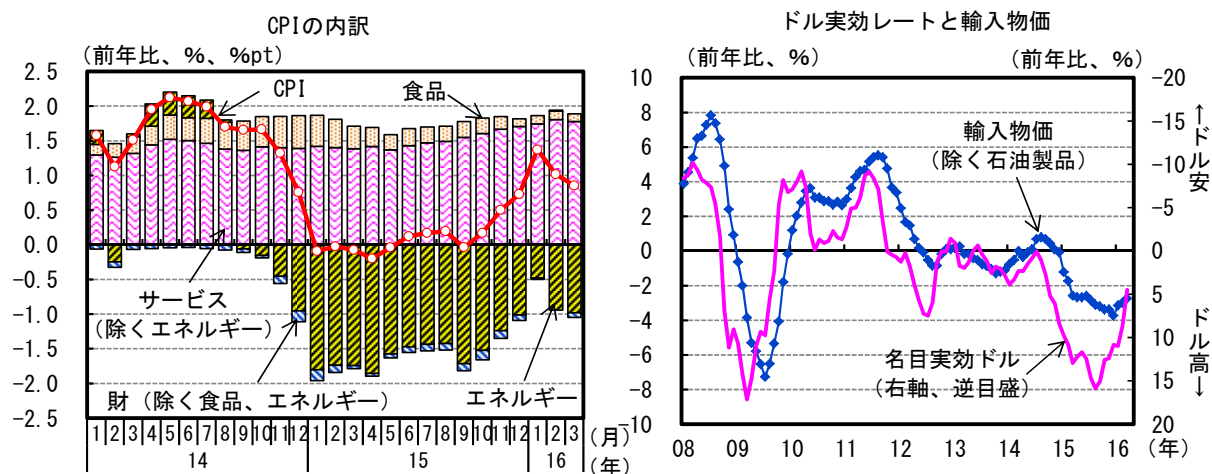 CPIの内訳
(前年比、%、%pt)
2.5
2.0
1.5
1.0
0.5
0.0
-0.5
-1.0
-1.5
-2.0
-2.5
CPI
食品
サービス
(除くエネルギー)
財(除く食品、エネルギー)
エネルギー
1 2 3 4 5 6 7 8 9 10 11 12 1 2 3 4 5 6 7 8 9 10 11 12 1 2 3 (月)
14 15 16 (年)
ドル実効レートと輸入物価
(前年比、%) (前年比、%)
10
8
6
4
2
0
-2
-4
-6
-8
-10
-20
-15
-10
-5
0
5
10
15
20
←ドル安
ドル高→
輸入物価
(除く石油製品)
名目実効ドル
(右軸、逆目盛)
08 09 10 11 12 13 14 15 16 (年)